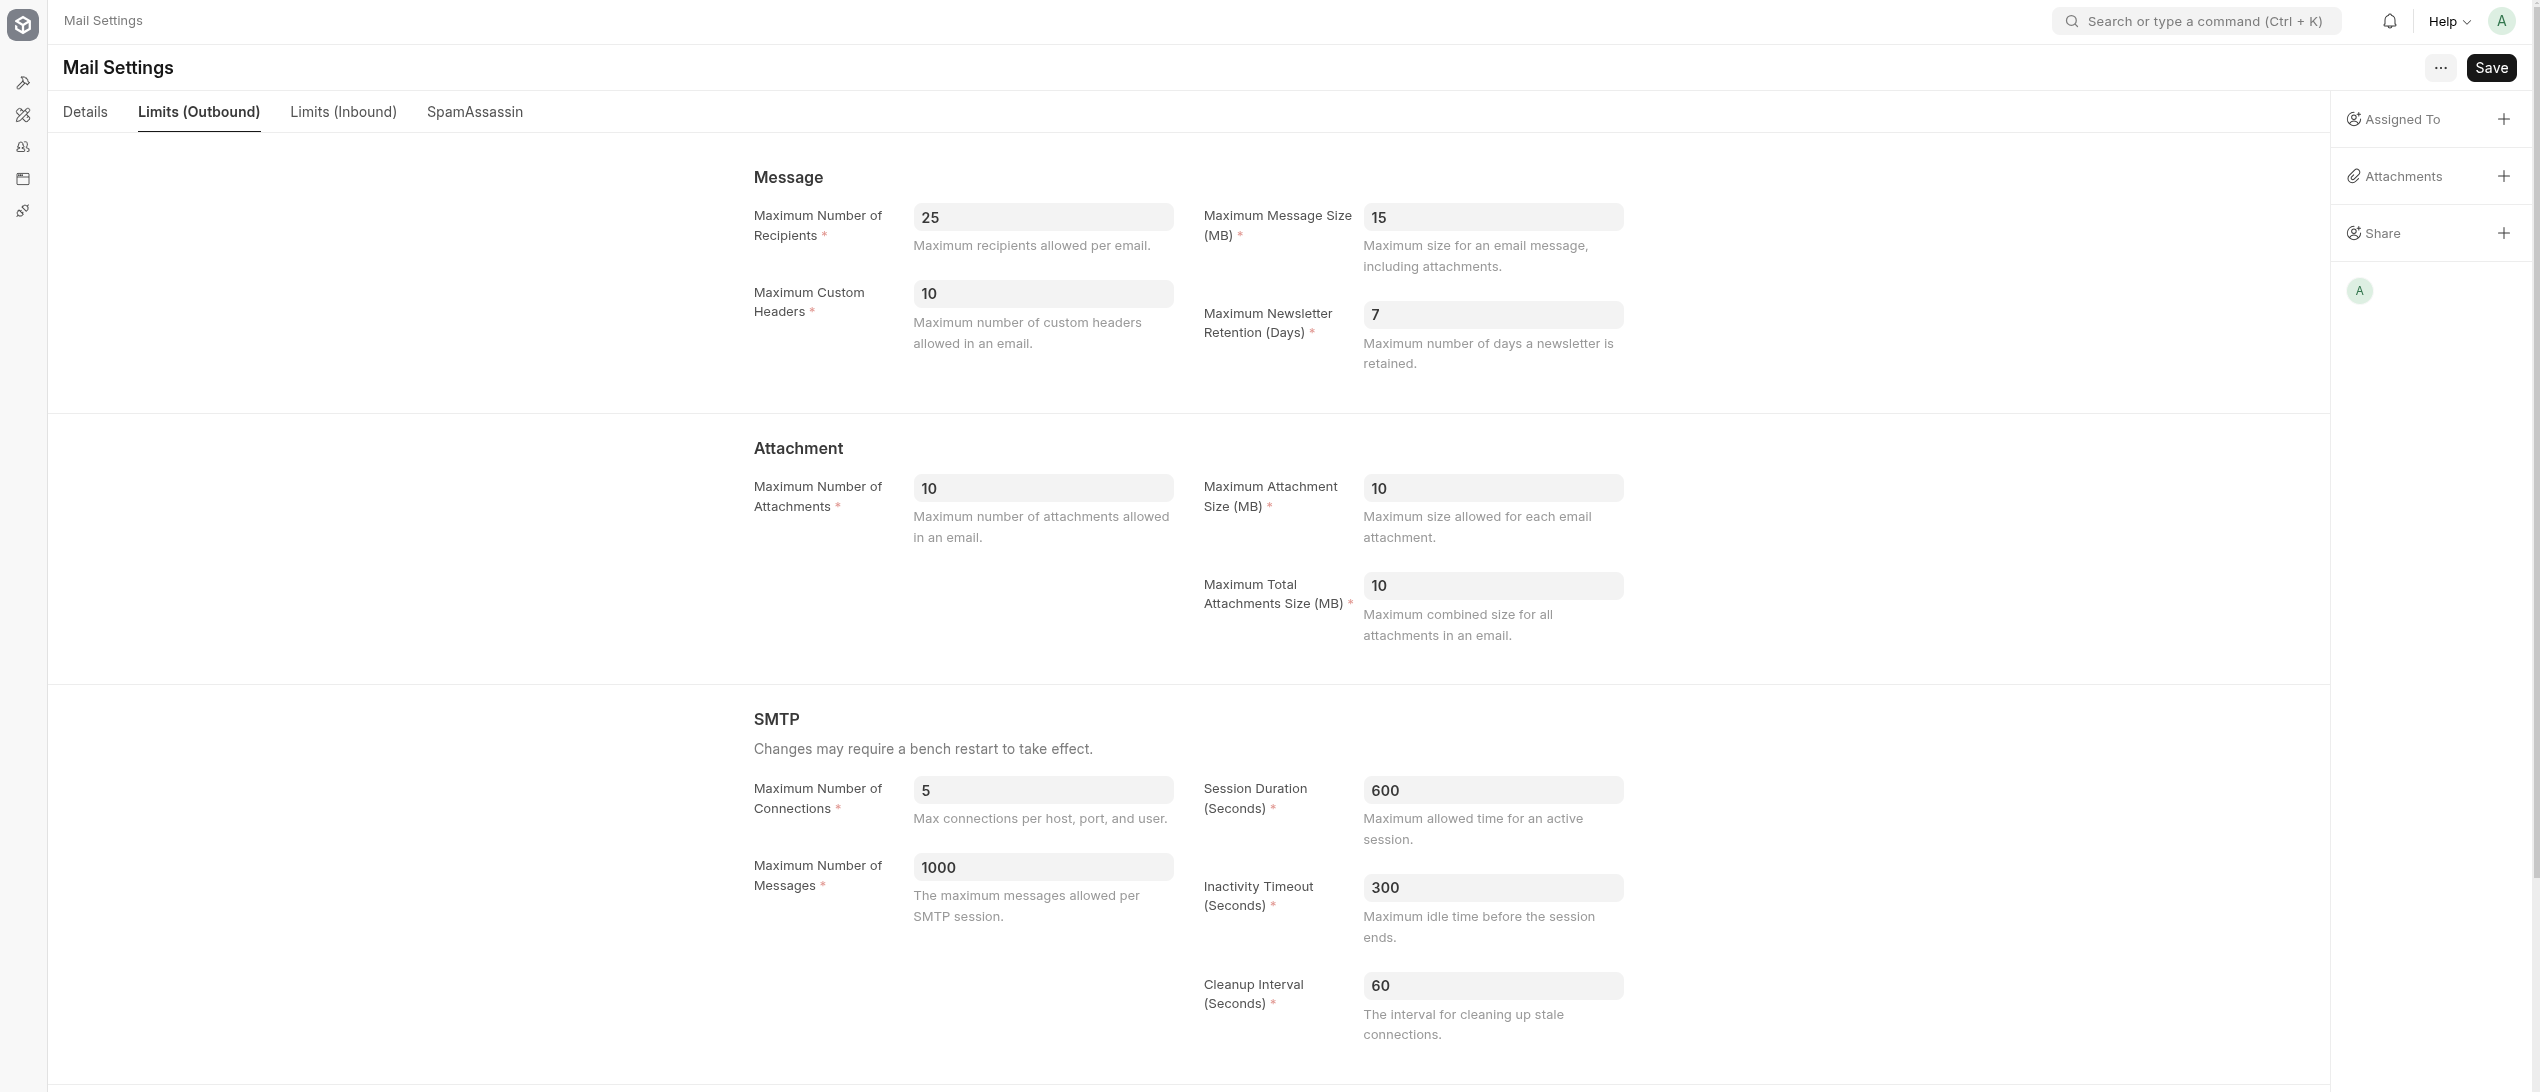 Mail Settings
Search or type a command (Ctrl + K)
Help
A
Mail Settings
...
Save
Details
Limits (Outbound)
Limits (Inbound)
SpamAssassin
Assigned To
Attachments
Share
A
Message
Maximum Number of
Recipients *
25
Maximum recipients allowed per email.
Maximum Custom
Headers *
10
Maximum number of custom headers
allowed in an email.
Maximum Message Size
(MB) *
15
Maximum size for an email message,
including attachments.
Maximum Newsletter
Retention (Days) *
7
Maximum number of days a newsletter is
retained.
Attachment
Maximum Number of
Attachments *
10
Maximum number of attachments allowed
in an email.
Maximum Attachment
Size (MB) *
10
Maximum size allowed for each email
attachment.
Maximum Total
Attachments Size (MB) *
10
Maximum combined size for all
attachments in an email.
SMTP
Changes may require a bench restart to take effect.
Maximum Number of
Connections *
5
Max connections per host, port, and user.
Maximum Number of
Messages *
1000
The maximum messages allowed per
SMTP session.
Session Duration
(Seconds) *
600
Maximum allowed time for an active
session.
Inactivity Timeout
(Seconds) *
300
Maximum idle time before the session
ends.
Cleanup Interval
(Seconds) *
60
The interval for cleaning up stale
connections.